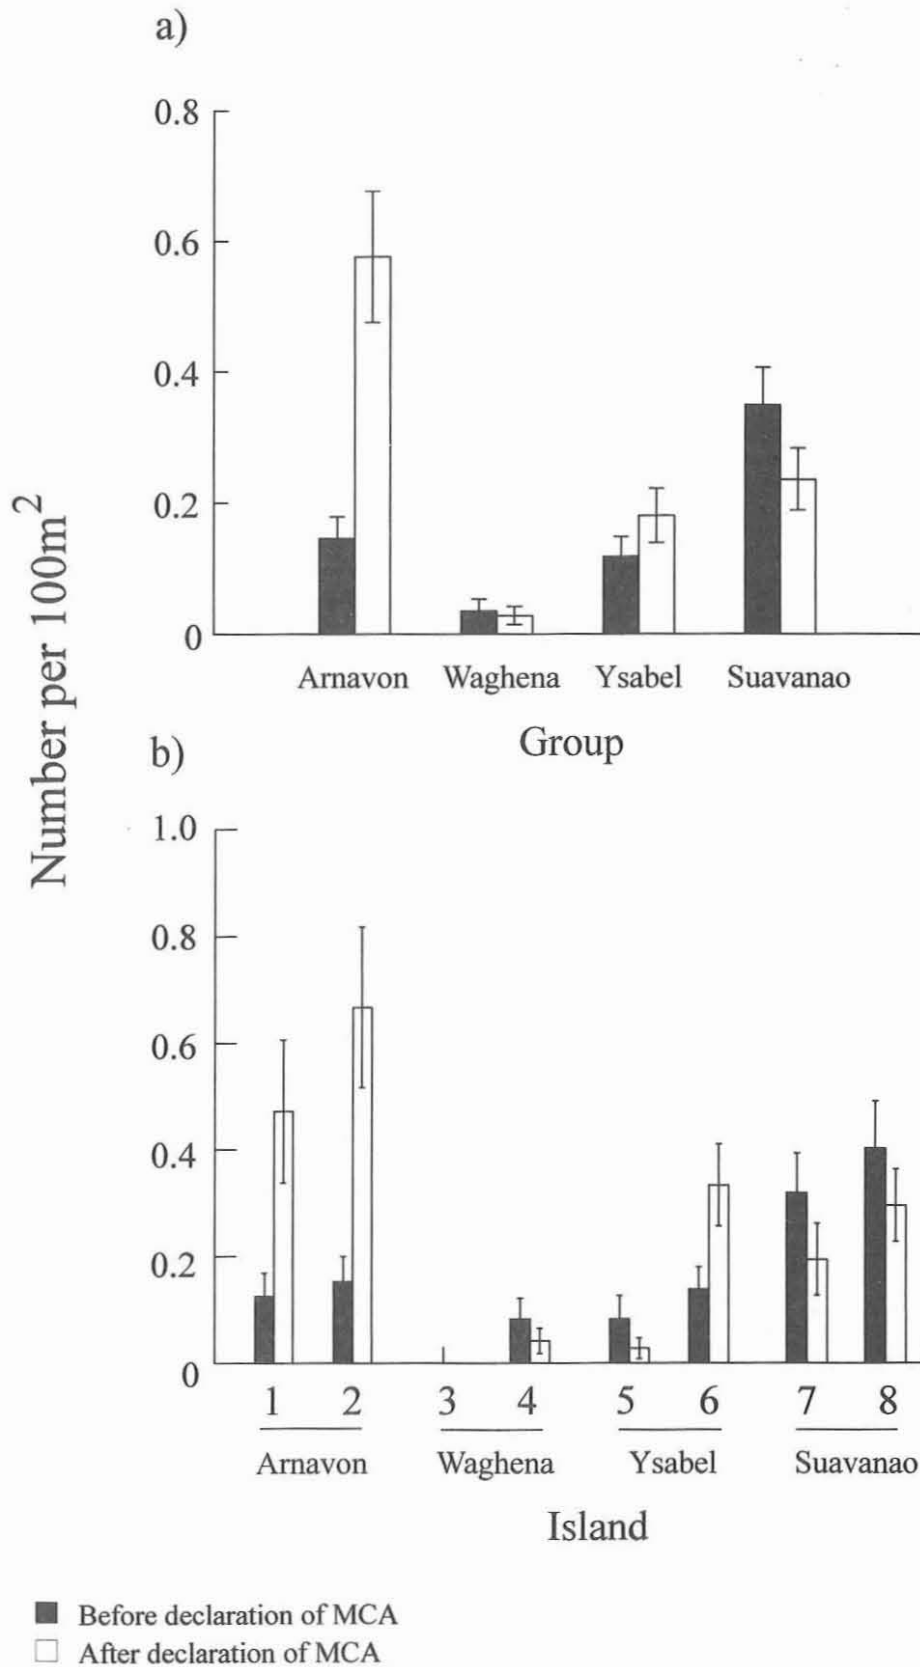 a)
0.8
0.6
0.4
0.2
0
Arnavon Waghena Ysabel Suavanao
Group
Number per 100m²
b)
1.0
0.8
0.6
0.4
0.2
0
1 2 3 4 5 6 7 8
Arnavon Waghena Ysabel Suavanao
Island
Before declaration of MCA
After declaration of MCA